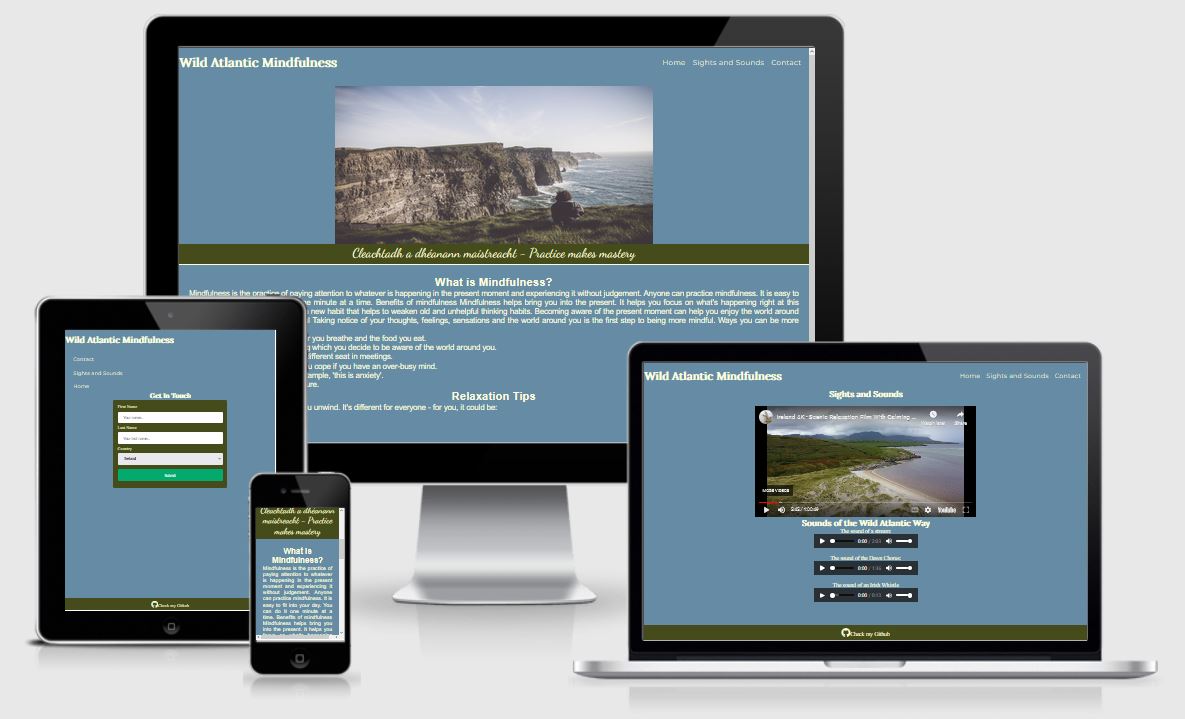 Wild Atlantic Mindfulness
Home Sights and Sounds Contact
Cleachtadh a dhéanann maistreacht - Practice makes mastery
What is Mindfulness?
Mindfulness is the practice of paying attention to whatever is happening in the present moment and experiencing it without judgement. Anyone can practice mindfulness. It is easy to
e minute at a time. Benefits of mindfulness Mindfulness helps bring you into the present. It helps you focus on what's happening right at this
new habit that helps to weaken old and unhelpful thinking habits. Becoming aware of the present moment can help you enjoy the world around
Taking notice of your thoughts, feelings, sensations and the world around you is the first step to being more mindful. Ways you can be more
r you breathe and the food you eat.
g which you decide to be aware of the world around you.
ifferent seat in meetings.
u cope if you have an over-busy mind.
ample, 'this is anxiety'.
ure.
Relaxation Tips
u unwind. It's different for everyone - for you, it could be:
Wild Atlantic Mindfulness
Contact
Sights and Sounds
Home
Get In Touch
First Name
Your name..
Last Name
Your last name..
Country
Ireland
Submit
Check my Github
Cleachtadh a dhéanann
maistreacht - Practice
makes mastery
What is
Mindfulness?
Mindfulness is the practice of
paying attention to whatever
is happening in the present
moment and experiencing it
without judgement. Anyone
can practice mindfulness. It is
easy to fit into your day. You
can do it one minute at a
time. Benefits of mindfulness
Mindfulness helps bring you
into the present. It helps you
Wild Atlantic Mindfulness
Home Sights and Sounds Contact
Sights and Sounds
Ireland 4K - Scenic Relaxation Film With Calming ...
Watch later Share
MORE VIDEOS
YouTube
Sounds of the Wild Atlantic Way
The sound of a stream:
0:00 / 2:03
The sound of the Dawn Chorus:
0:00 / 1:36
The sound of an Irish Whistle
0:00 / 0:13
Check my Github